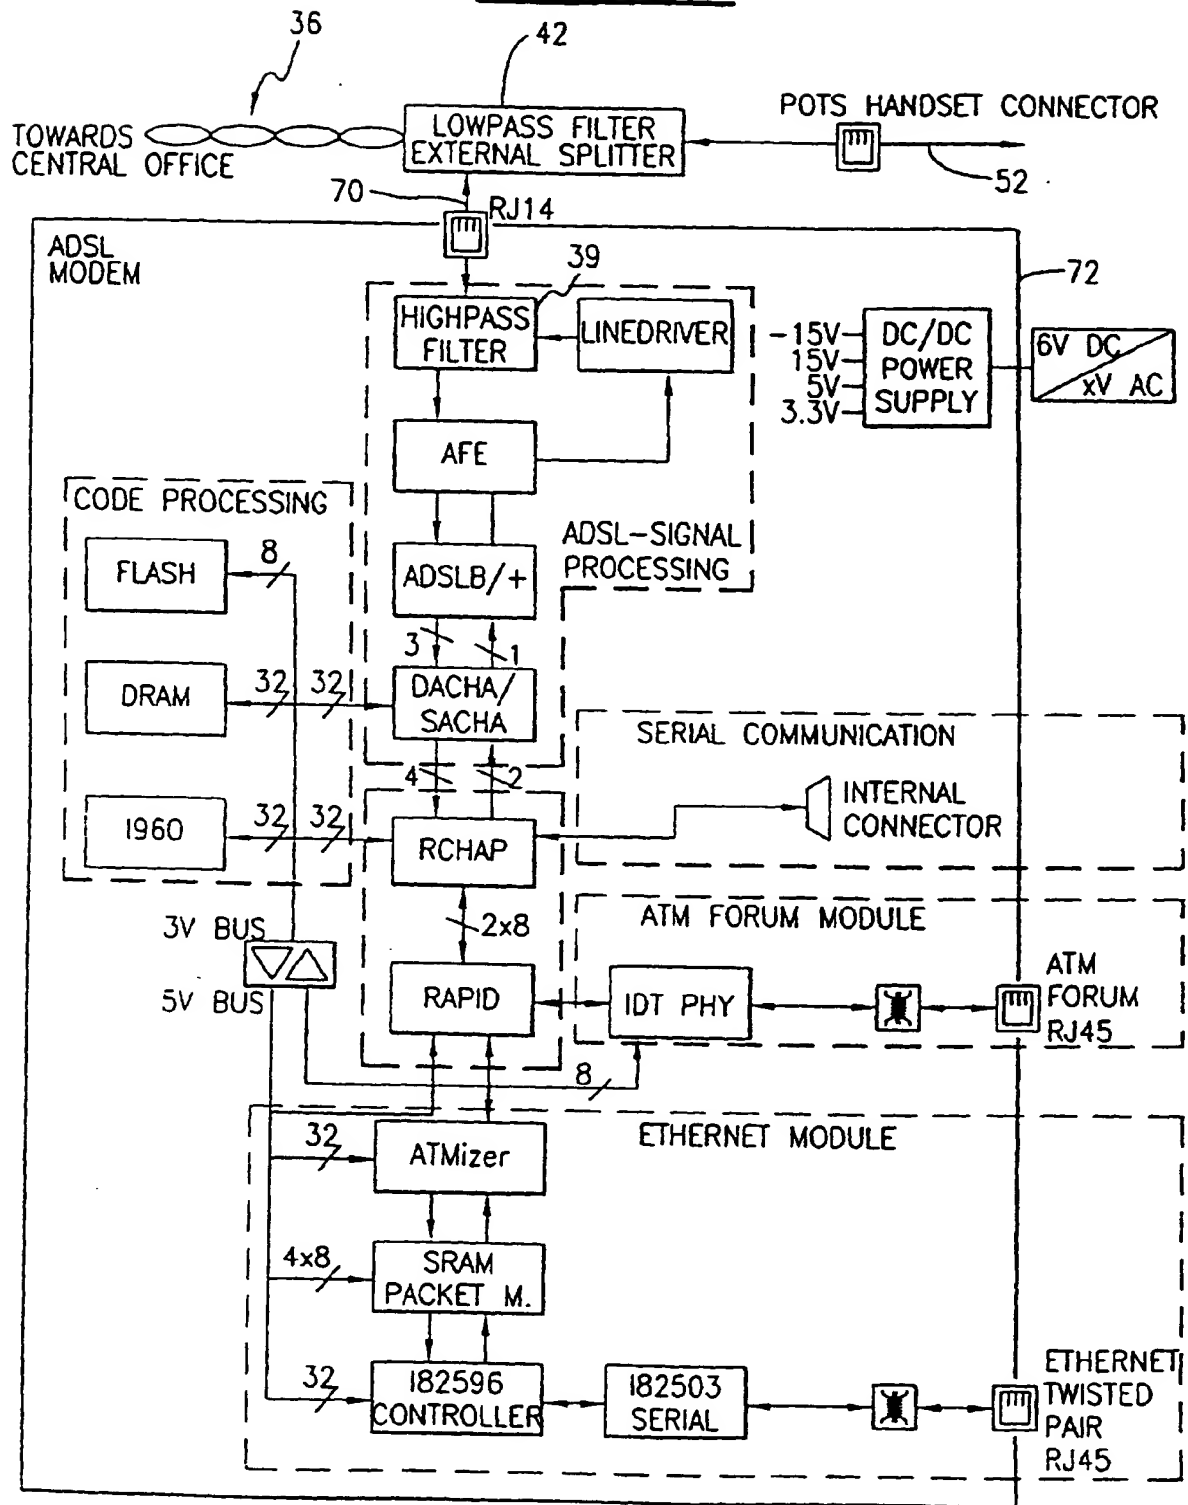 36
42
POTS HANDSET CONNECTOR
TOWARDS
CENTRAL OFFICE
LOWPASS FILTER
EXTERNAL SPLITTER
52
70
RJ14
ADSL
MODEM
39
72
HIGHPASS
FILTER
LINEDRIVER
-15V
15V
5V
3.3V
DC/DC
POWER
SUPPLY
6V DC
xV AC
AFE
CODE PROCESSING
ADSL-SIGNAL
PROCESSING
FLASH
8
ADSLB/+
3
1
DRAM
32
32
DACHA/
SACHA
4
2
SERIAL COMMUNICATION
I960
32
32
RCHAP
INTERNAL
CONNECTOR
2x8
3V BUS
5V BUS
ATM FORUM MODULE
RAPID
IDT PHY
ATM
FORUM
RJ45
8
ETHERNET MODULE
32
ATMizer
4x8
SRAM
PACKET M.
32
I82596
CONTROLLER
I82503
SERIAL
ETHERNET
TWISTED
PAIR
RJ45